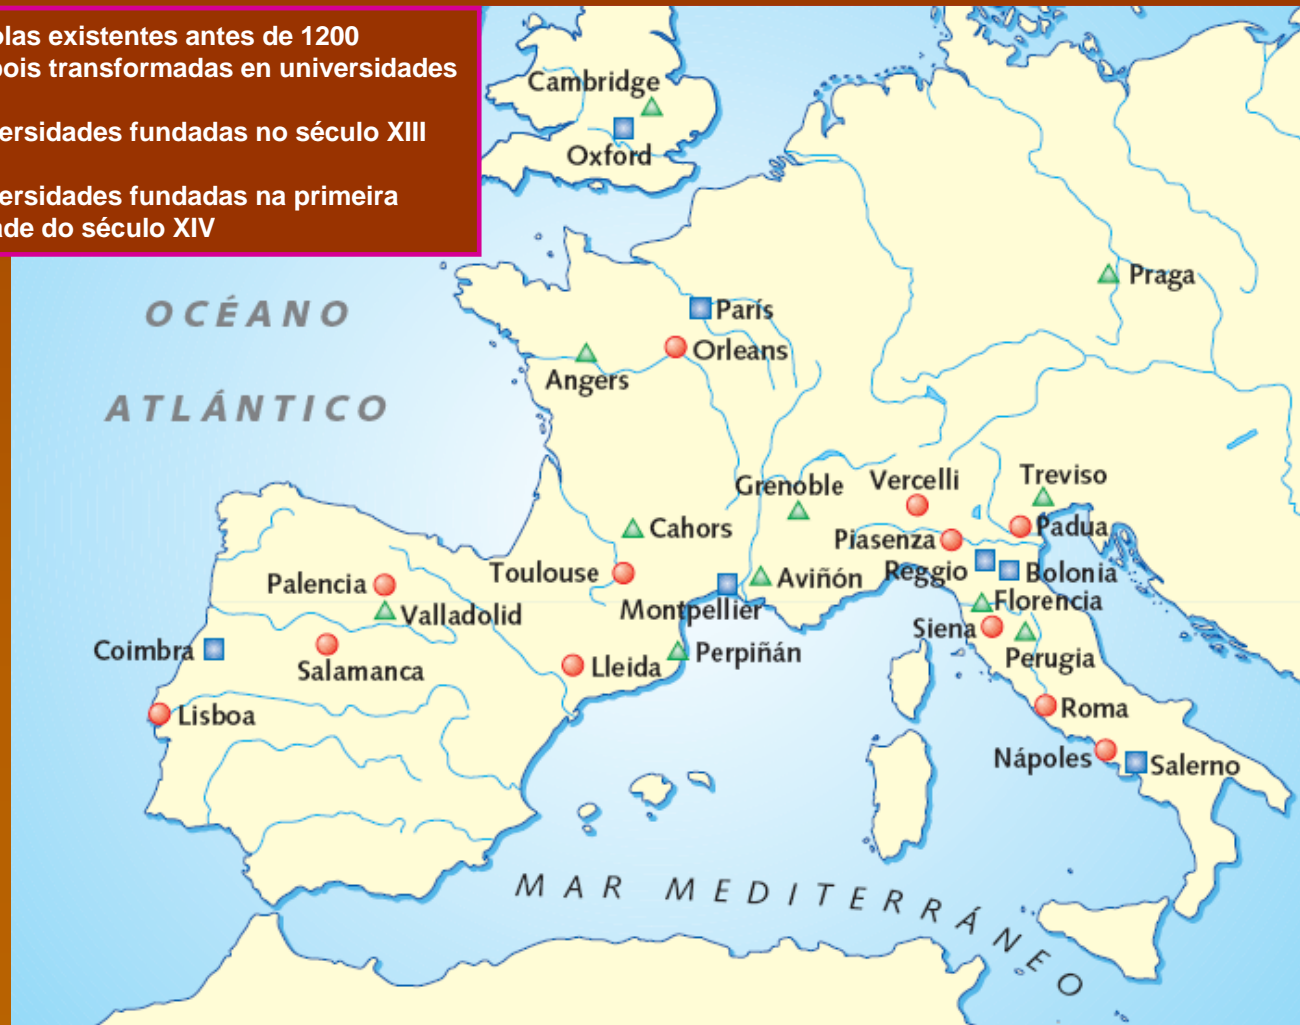 olas existentes antes de 1200
pois transformadas en universidades
ersidades fundadas no século XIII
ersidades fundadas na primeira
ade do século XIV
Cambridge
Oxford
Praga
OCÉANO
París
Orleans
Angers
ATLÁNTICO
Grenoble
Vercelli
Treviso
Cahors
Piasenza
Padua
Palencia
Toulouse
Aviñón
Reggio
Bolonia
Valladolid
Montpellier
Florencia
Coimbra
Siena
Salamanca
Lleida
Perpiñán
Perugia
Lisboa
Roma
Nápoles
Salerno
MAR MEDITERRÁNEO